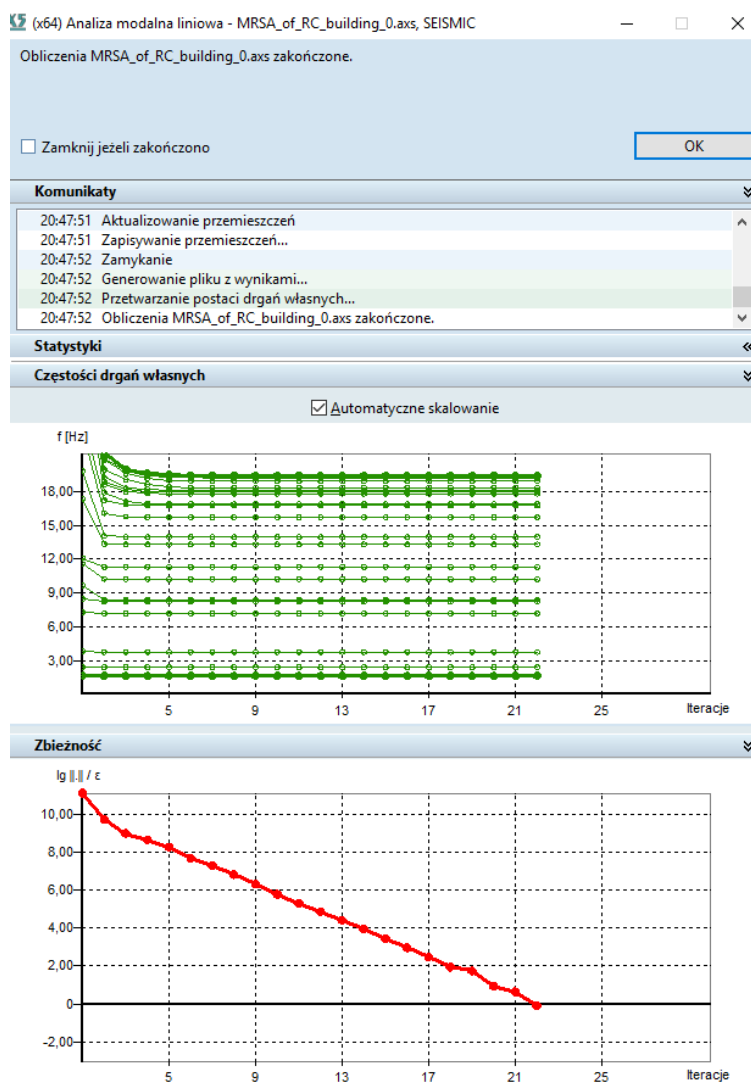 (x64) Analiza modalna liniowa - MRSA_of_RC_building_0.axs, SEISMIC
Obliczenia MRSA_of_RC_building_0.axs zakończone.
Zamknij jeżeli zakończono
OK
Komunikaty
20:47:51 Aktualizowanie przemieszczeń
20:47:51 Zapisywanie przemieszczeń...
20:47:52 Zamykanie
20:47:52 Generowanie pliku z wynikami...
20:47:52 Przetwarzanie postaci drgań własnych...
20:47:52 Obliczenia MRSA_of_RC_building_0.axs zakończone.
Statystyki
Częstości drgań własnych
Automatyczne skalowanie
f [Hz]
18,00
15,00
12,00
9,00
6,00
3,00
5 9 13 17 21 25 Iteracje
Zbieżność
lg ||.|| / ε
10,00
8,00
6,00
4,00
2,00
0
-2,00
5 9 13 17 21 25 Iteracje